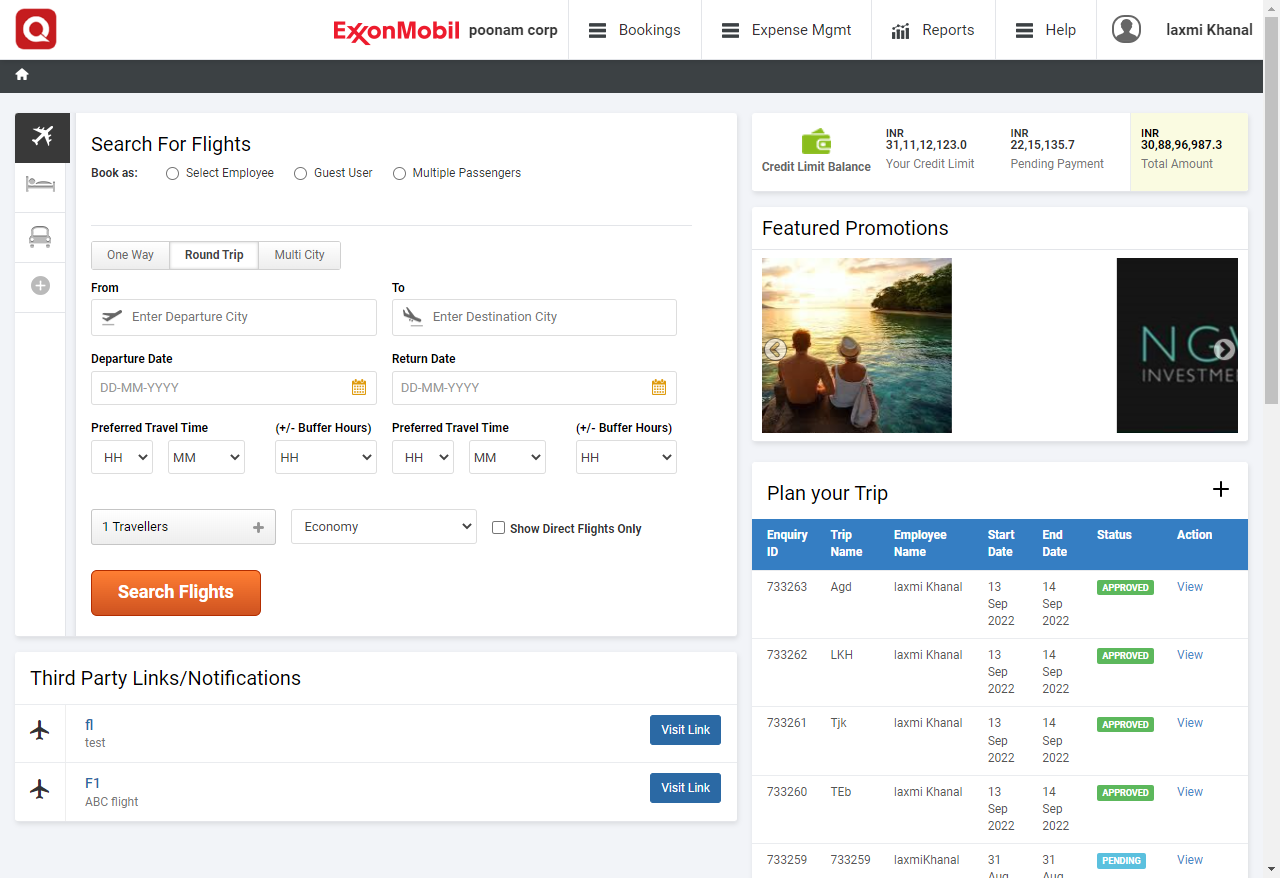 Q
ExxonMobil
poonam corp
Bookings
Expense Mgmt
Reports
Help
laxmi Khanal
Search For Flights
Book as: Select Employee Guest User Multiple Passengers
One Way Round Trip Multi City
From To
Enter Departure City Enter Destination City
Departure Date Return Date
DD-MM-YYYY DD-MM-YYYY
Preferred Travel Time (+/- Buffer Hours) Preferred Travel Time (+/- Buffer Hours)
HH MM HH HH MM HH
1 Travellers Economy Show Direct Flights Only
Search Flights
Third Party Links/Notifications
fl
test
Visit Link
F1
ABC flight
Visit Link
Credit Limit Balance
INR
31,11,12,123.0
Your Credit Limit
INR
22,15,135.7
Pending Payment
INR
30,88,96,987.3
Total Amount
Featured Promotions
INVESTME
Plan your Trip
Enquiry ID Trip Name Employee Name Start Date End Date Status Action
733263 Agd laxmi Khanal 13 Sep 2022 14 Sep 2022 APPROVED View
733262 LKH laxmi Khanal 13 Sep 2022 14 Sep 2022 APPROVED View
733261 Tjk laxmi Khanal 13 Sep 2022 14 Sep 2022 APPROVED View
733260 TEb laxmi Khanal 13 Sep 2022 14 Sep 2022 APPROVED View
733259 733259 laxmiKhanal 31 Aug 31 Aug PENDING View